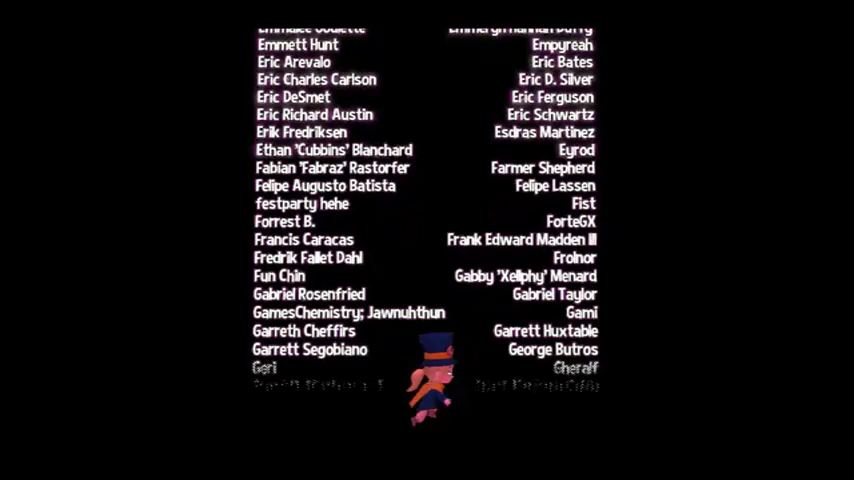 Emmett Hunt Empyreah
Eric Arevalo Eric Bates
Eric Charles Carlson Eric D. Silver
Eric DeSmet Eric Ferguson
Eric Richard Austin Eric Schwartz
Erik Fredriksen Esdras Martinez
Ethan 'Cubbins' Blanchard Eyrod
Fabian 'Fabraz' Rastorfer Farmer Shepherd
Felipe Augusto Batista Felipe Lassen
festparty hehe Fist
Forrest B. ForteGX
Francis Caracas Frank Edward Madden III
Fredrik Fallet Dahl Frolnor
Fun Chin Gabby 'Xellphy' Menard
Gabriel Rosenfried Gabriel Taylor
GamesChemistry; Jawnuhthun Gami
Garreth Cheffirs Garrett Huxtable
Garrett Segobiano George Butros
Geri Gheralf